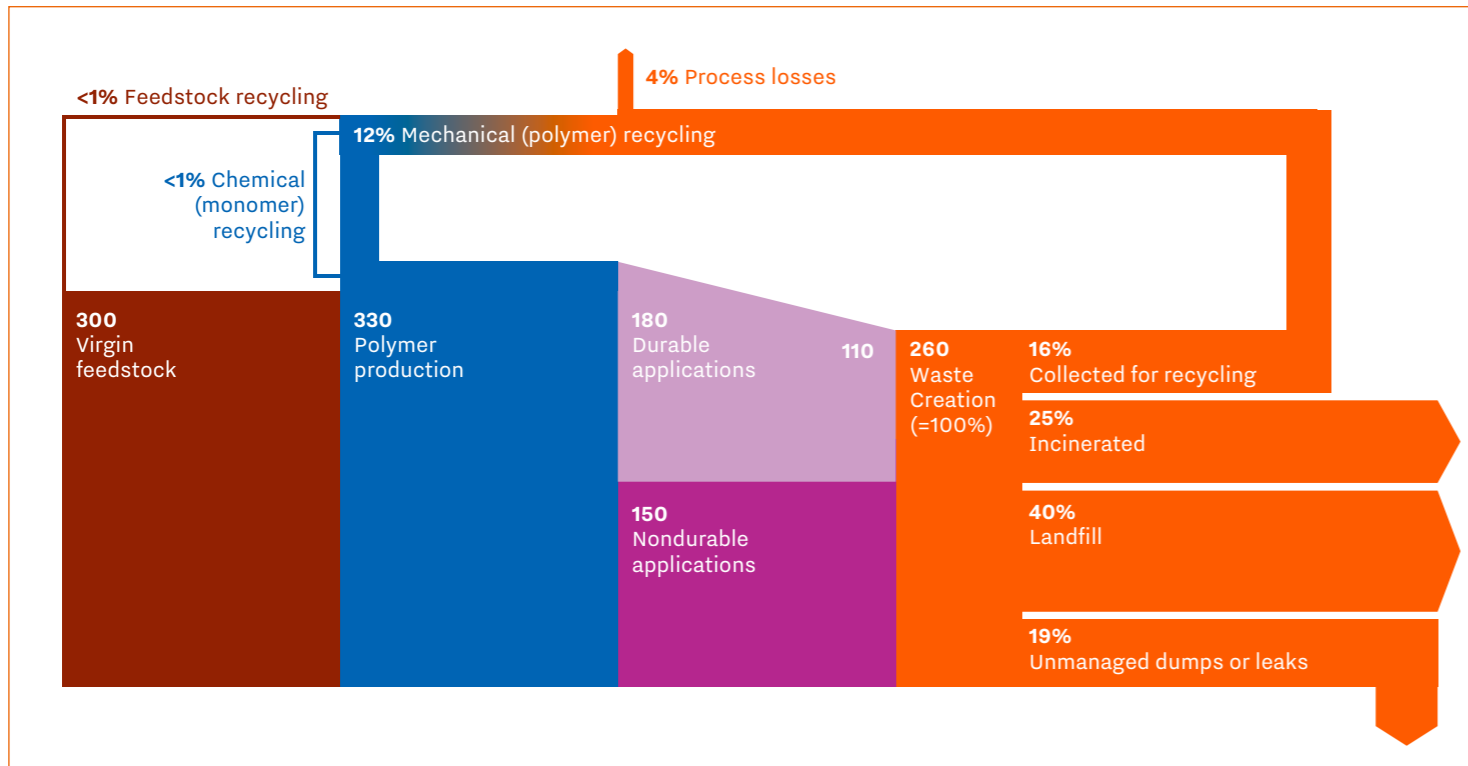 4% Process losses
<1% Feedstock recycling
12% Mechanical (polymer) recycling
<1% Chemical
(monomer)
recycling
300
Virgin
feedstock
330
Polymer
production
180
Durable
applications
110
150
Nondurable
applications
260
Waste
Creation
(=100%)
16%
Collected for recycling
25%
Incinerated
40%
Landfill
19%
Unmanaged dumps or leaks